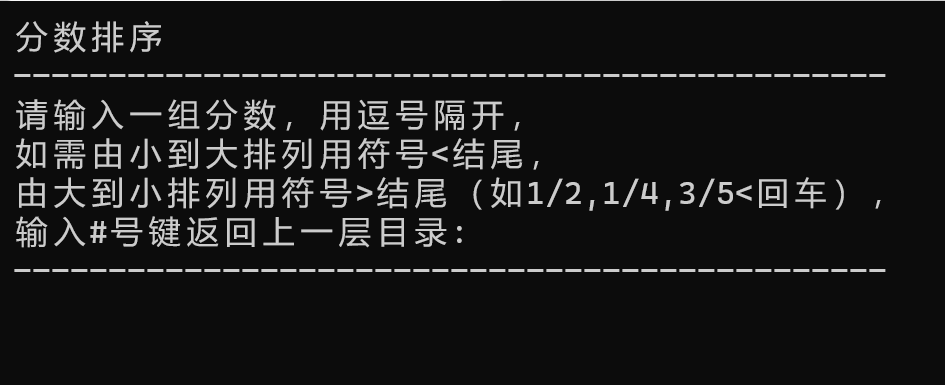 分数排序
-----------------------------------------------
请输入一组分数，用逗号隔开，
如需由小到大排列用符号<结尾，
由大到小排列用符号>结尾（如1/2,1/4,3/5<回车），
输入#号键返回上一层目录:
-----------------------------------------------